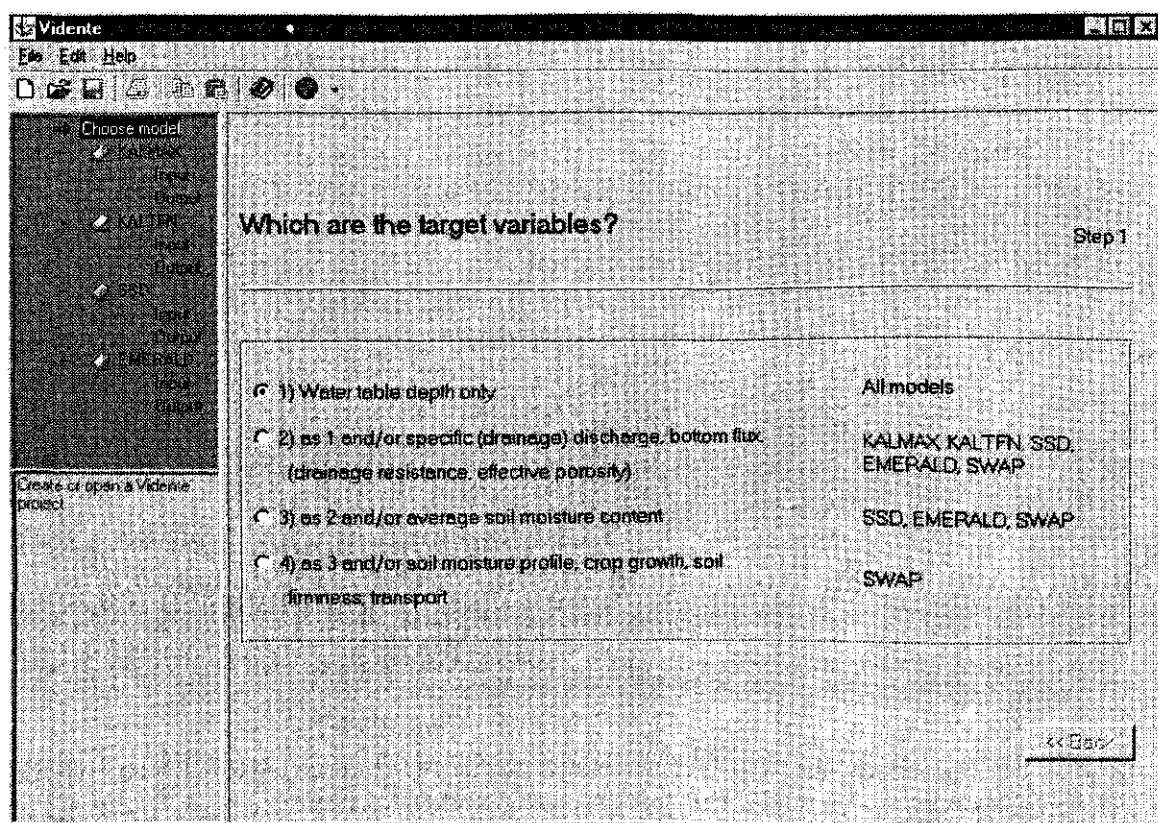 Vidente
File Edit Help
Choose model
KALMAX
Input
Output
KALTFN
Input
Output
SSD
Input
Output
EMERALD
Input
Output
Create or open a Vidente
project
Which are the target variables?
Step 1
1) Water table depth only
All models
2) as 1 and/or specific (drainage) discharge, bottom flux,
(drainage resistance, effective porosity)
KALMAX, KALTFN, SSD,
EMERALD, SWAP
3) as 2 and/or average soil moisture content
SSD, EMERALD, SWAP
4) as 3 and/or soil moisture profile, crop growth, soil
firmness, transport
SWAP
<< Back